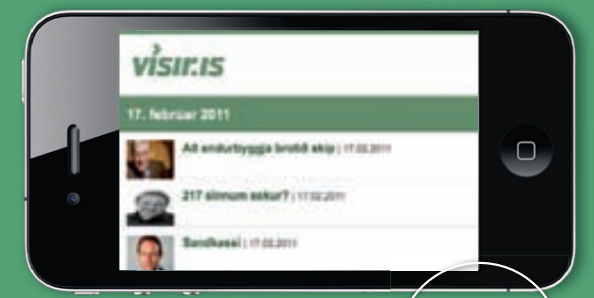 vísir.is
17. febrúar 2011
Að endurbyggja brotið skip | 17.02.2011
217 sinnum sekur? | 17.02.2011
Sandkassi | 17.02.2011